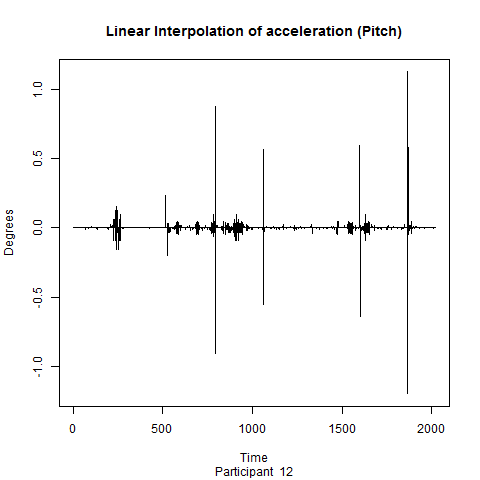 Linear Interpolation of acceleration (Pitch)
1.0
0.5
0.0
-0.5
-1.0
Degrees
0 500 1000 1500 2000
Time
Participant 12